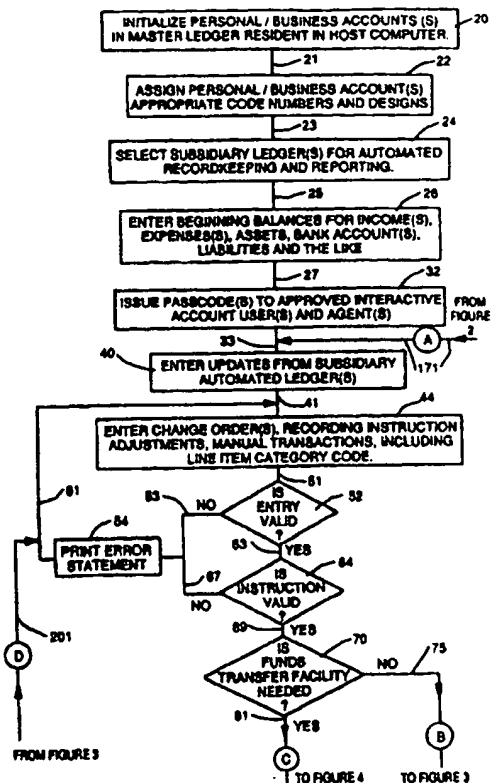 INITIALIZE PERSONAL / BUSINESS ACCOUNTS (S)
IN MASTER LEDGER RESIDENT IN HOST COMPUTER.
20
21
22
ASSIGN PERSONAL / BUSINESS ACCOUNT(S)
APPROPRIATE CODE NUMBERS AND DESIGNS
23
24
SELECT SUBSIDIARY LEDGER(S) FOR AUTOMATED
RECORDKEEPING AND REPORTING.
25
26
ENTER BEGINNING BALANCES FOR INCOME(S),
EXPENSES(S), ASSETS, BANK ACCOUNT(S),
LIABILITIES AND THE LIKE
27
32
ISSUE PASSCODE(S) TO APPROVED INTERACTIVE
ACCOUNT USER(S) AND AGENT(S)
FROM
FIGURE
2
33
A
171
40
ENTER UPDATES FROM SUBSIDIARY
AUTOMATED LEDGER(S)
41
44
ENTER CHANGE ORDER(S), RECORDING INSTRUCTION
ADJUSTMENTS, MANUAL TRANSACTIONS, INCLUDING
LINE ITEM CATEGORY CODE.
51
61
53
NO
IS
ENTRY
VALID
?
52
54
PRINT ERROR
STATEMENT
63
YES
64
67
NO
IS
INSTRUCTION
VALID
?
69
YES
70
201
IS
FUNDS
TRANSFER FACILITY
NEEDED
?
NO
75
D
81
YES
B
FROM FIGURE 3
C
TO FIGURE 4
TO FIGURE 3